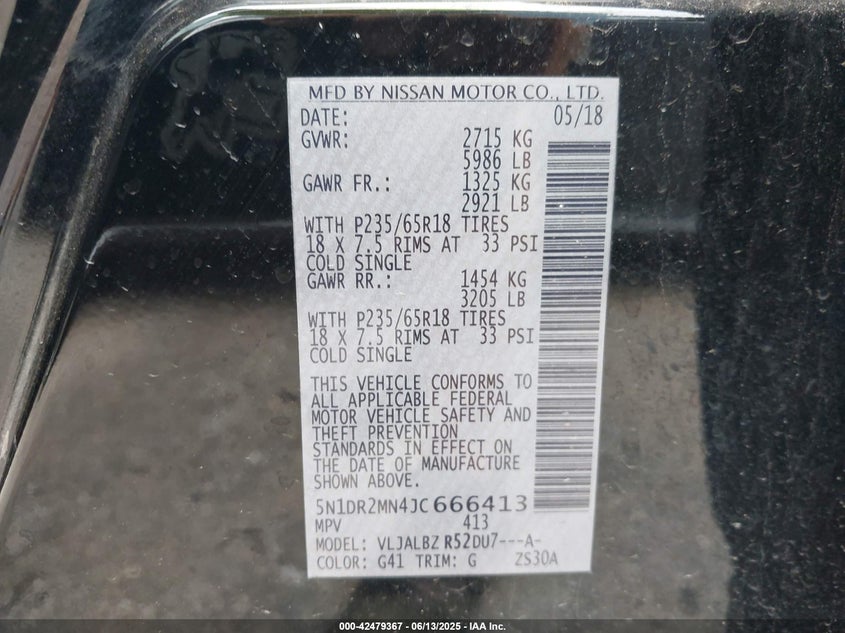 MFD BY NISSAN MOTOR CO., LTD.
DATE: 05/18
GVWR: 2715 KG
5986 LB
GAWR FR.: 1325 KG
2921 LB
WITH P235/65R18 TIRES
18 X 7.5 RIMS AT 33 PSI
COLD SINGLE
GAWR RR.: 1454 KG
3205 LB
WITH P235/65R18 TIRES
18 X 7.5 RIMS AT 33 PSI
COLD SINGLE
THIS VEHICLE CONFORMS TO
ALL APPLICABLE FEDERAL
MOTOR VEHICLE SAFETY AND
THEFT PREVENTION
STANDARDS IN EFFECT ON
THE DATE OF MANUFACTURE
SHOWN ABOVE.
5N1DR2MN4JC666413
MPV 413
MODEL: VLJALBZ R52DU7---A-
COLOR: G41 TRIM: G ZS30A
000-42479367 - 06/13/2025 - IAA Inc.